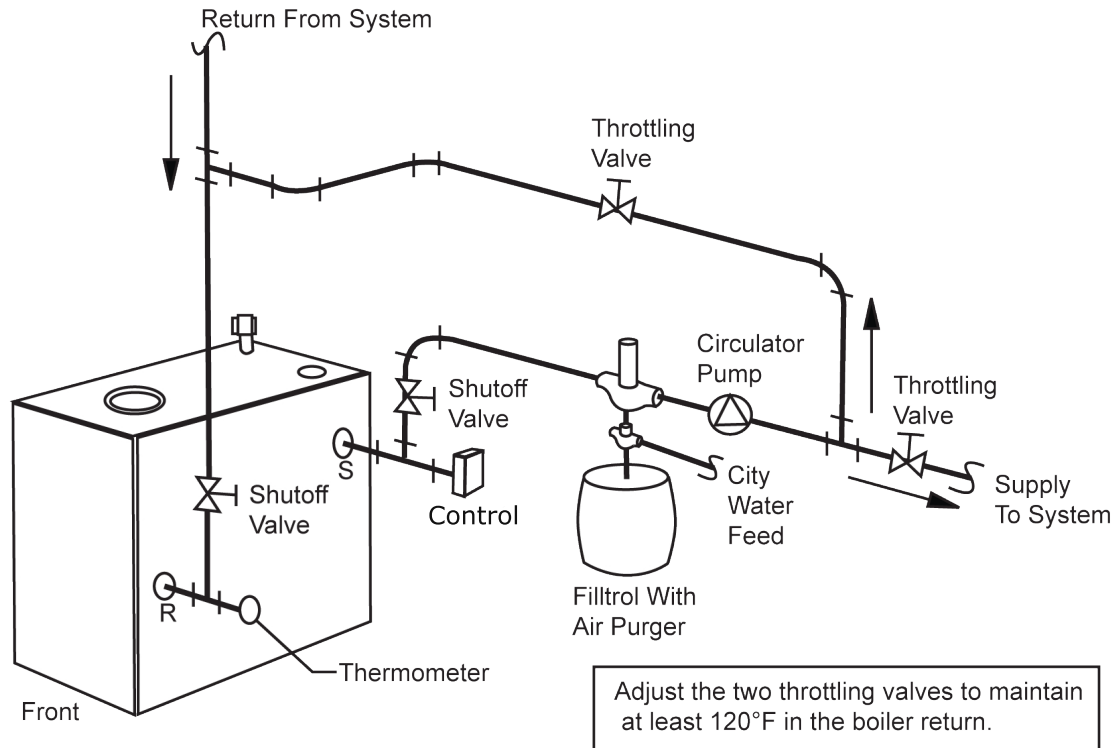 Return From System
Throttling
Valve
Circulator
Pump
Throttling
Valve
Shutoff
Valve
S
Shutoff
Valve
Control
City
Water
Feed
Supply
To System
R
Filltrol With
Air Purger
Thermometer
Front
Adjust the two throttling valves to maintain
at least 120°F in the boiler return.